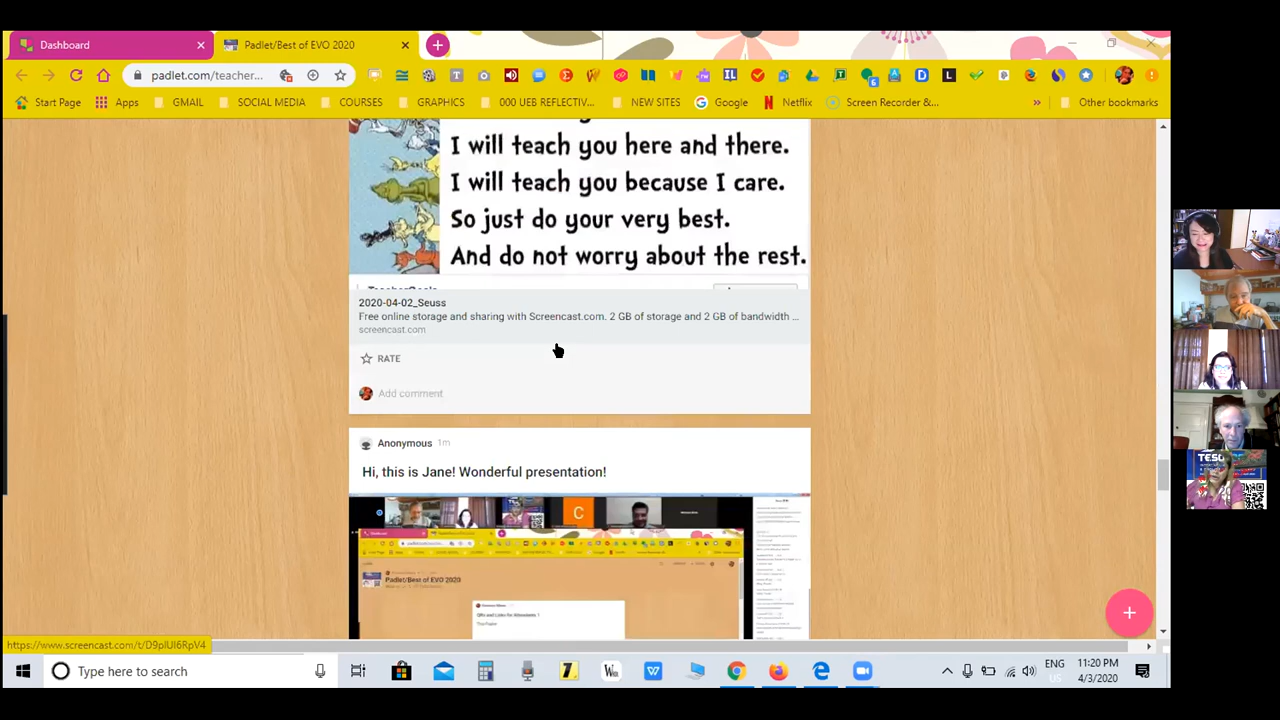 Dashboard
Padlet/Best of EVO 2020
padlet.com/teacher...
Start Page
Apps
GMAIL
SOCIAL MEDIA
COURSES
GRAPHICS
000 UEB REFLECTIV...
NEW SITES
Google
Netflix
Screen Recorder &...
»
Other bookmarks
I will teach you here and there.
I will teach you because I care.
So just do your very best.
And do not worry about the rest.
2020-04-02_Seuss
Free online storage and sharing with Screencast.com. 2 GB of storage and 2 GB of bandwidth ...
screencast.com
RATE
Add comment
Anonymous 1m
Hi, this is Jane! Wonderful presentation!
C
Padlet/Best of EVO 2020
https://www.screencast.com/t/D9plUl6RpV4
Type here to search
ENG
US
11:20 PM
4/3/2020